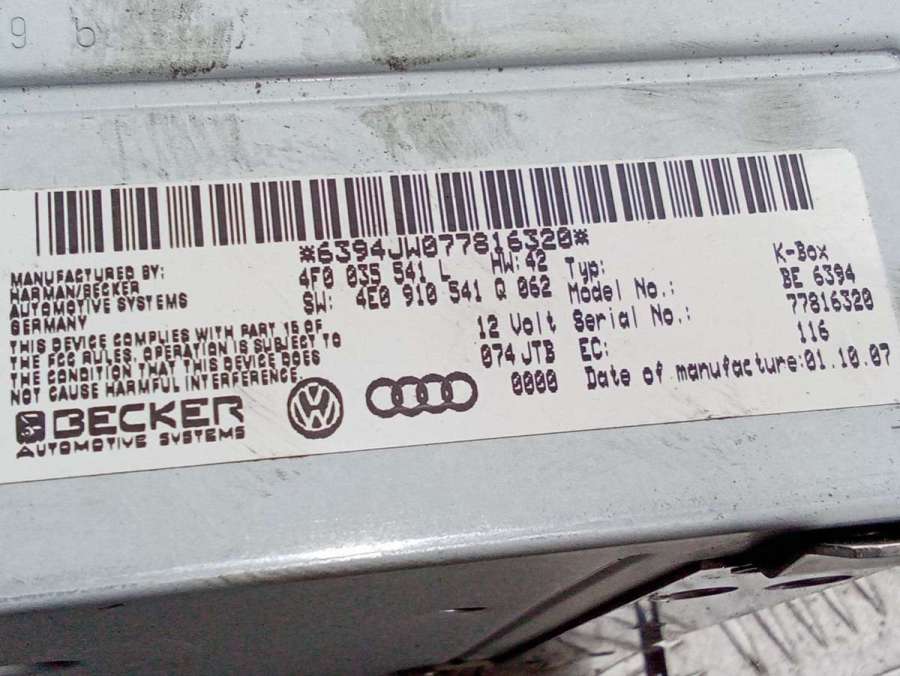 9 6
*6394JW077816320*
MANUFACTURED BY:
HARMAN/BECKER
AUTOMOTIVE SYSTEMS
GERMANY
THIS DEVICE COMPLIES WITH PART 15 OF
THE FCC RULES. OPERATION IS SUBJECT TO
THE CONDITION THAT THIS DEVICE DOES
NOT CAUSE HARMFUL INTERFERENCE.
BECKER
AUTOMOTIVE SYSTEMS
4F0 035 541 L HW: 42
SW: 4E0 910 541 Q 062
12 Volt
074 JTB
0000
Typ: K-Box
Model No.: BE 6394
Serial No.: 77816320
EC: 116
Date of manufacture:01.10.07